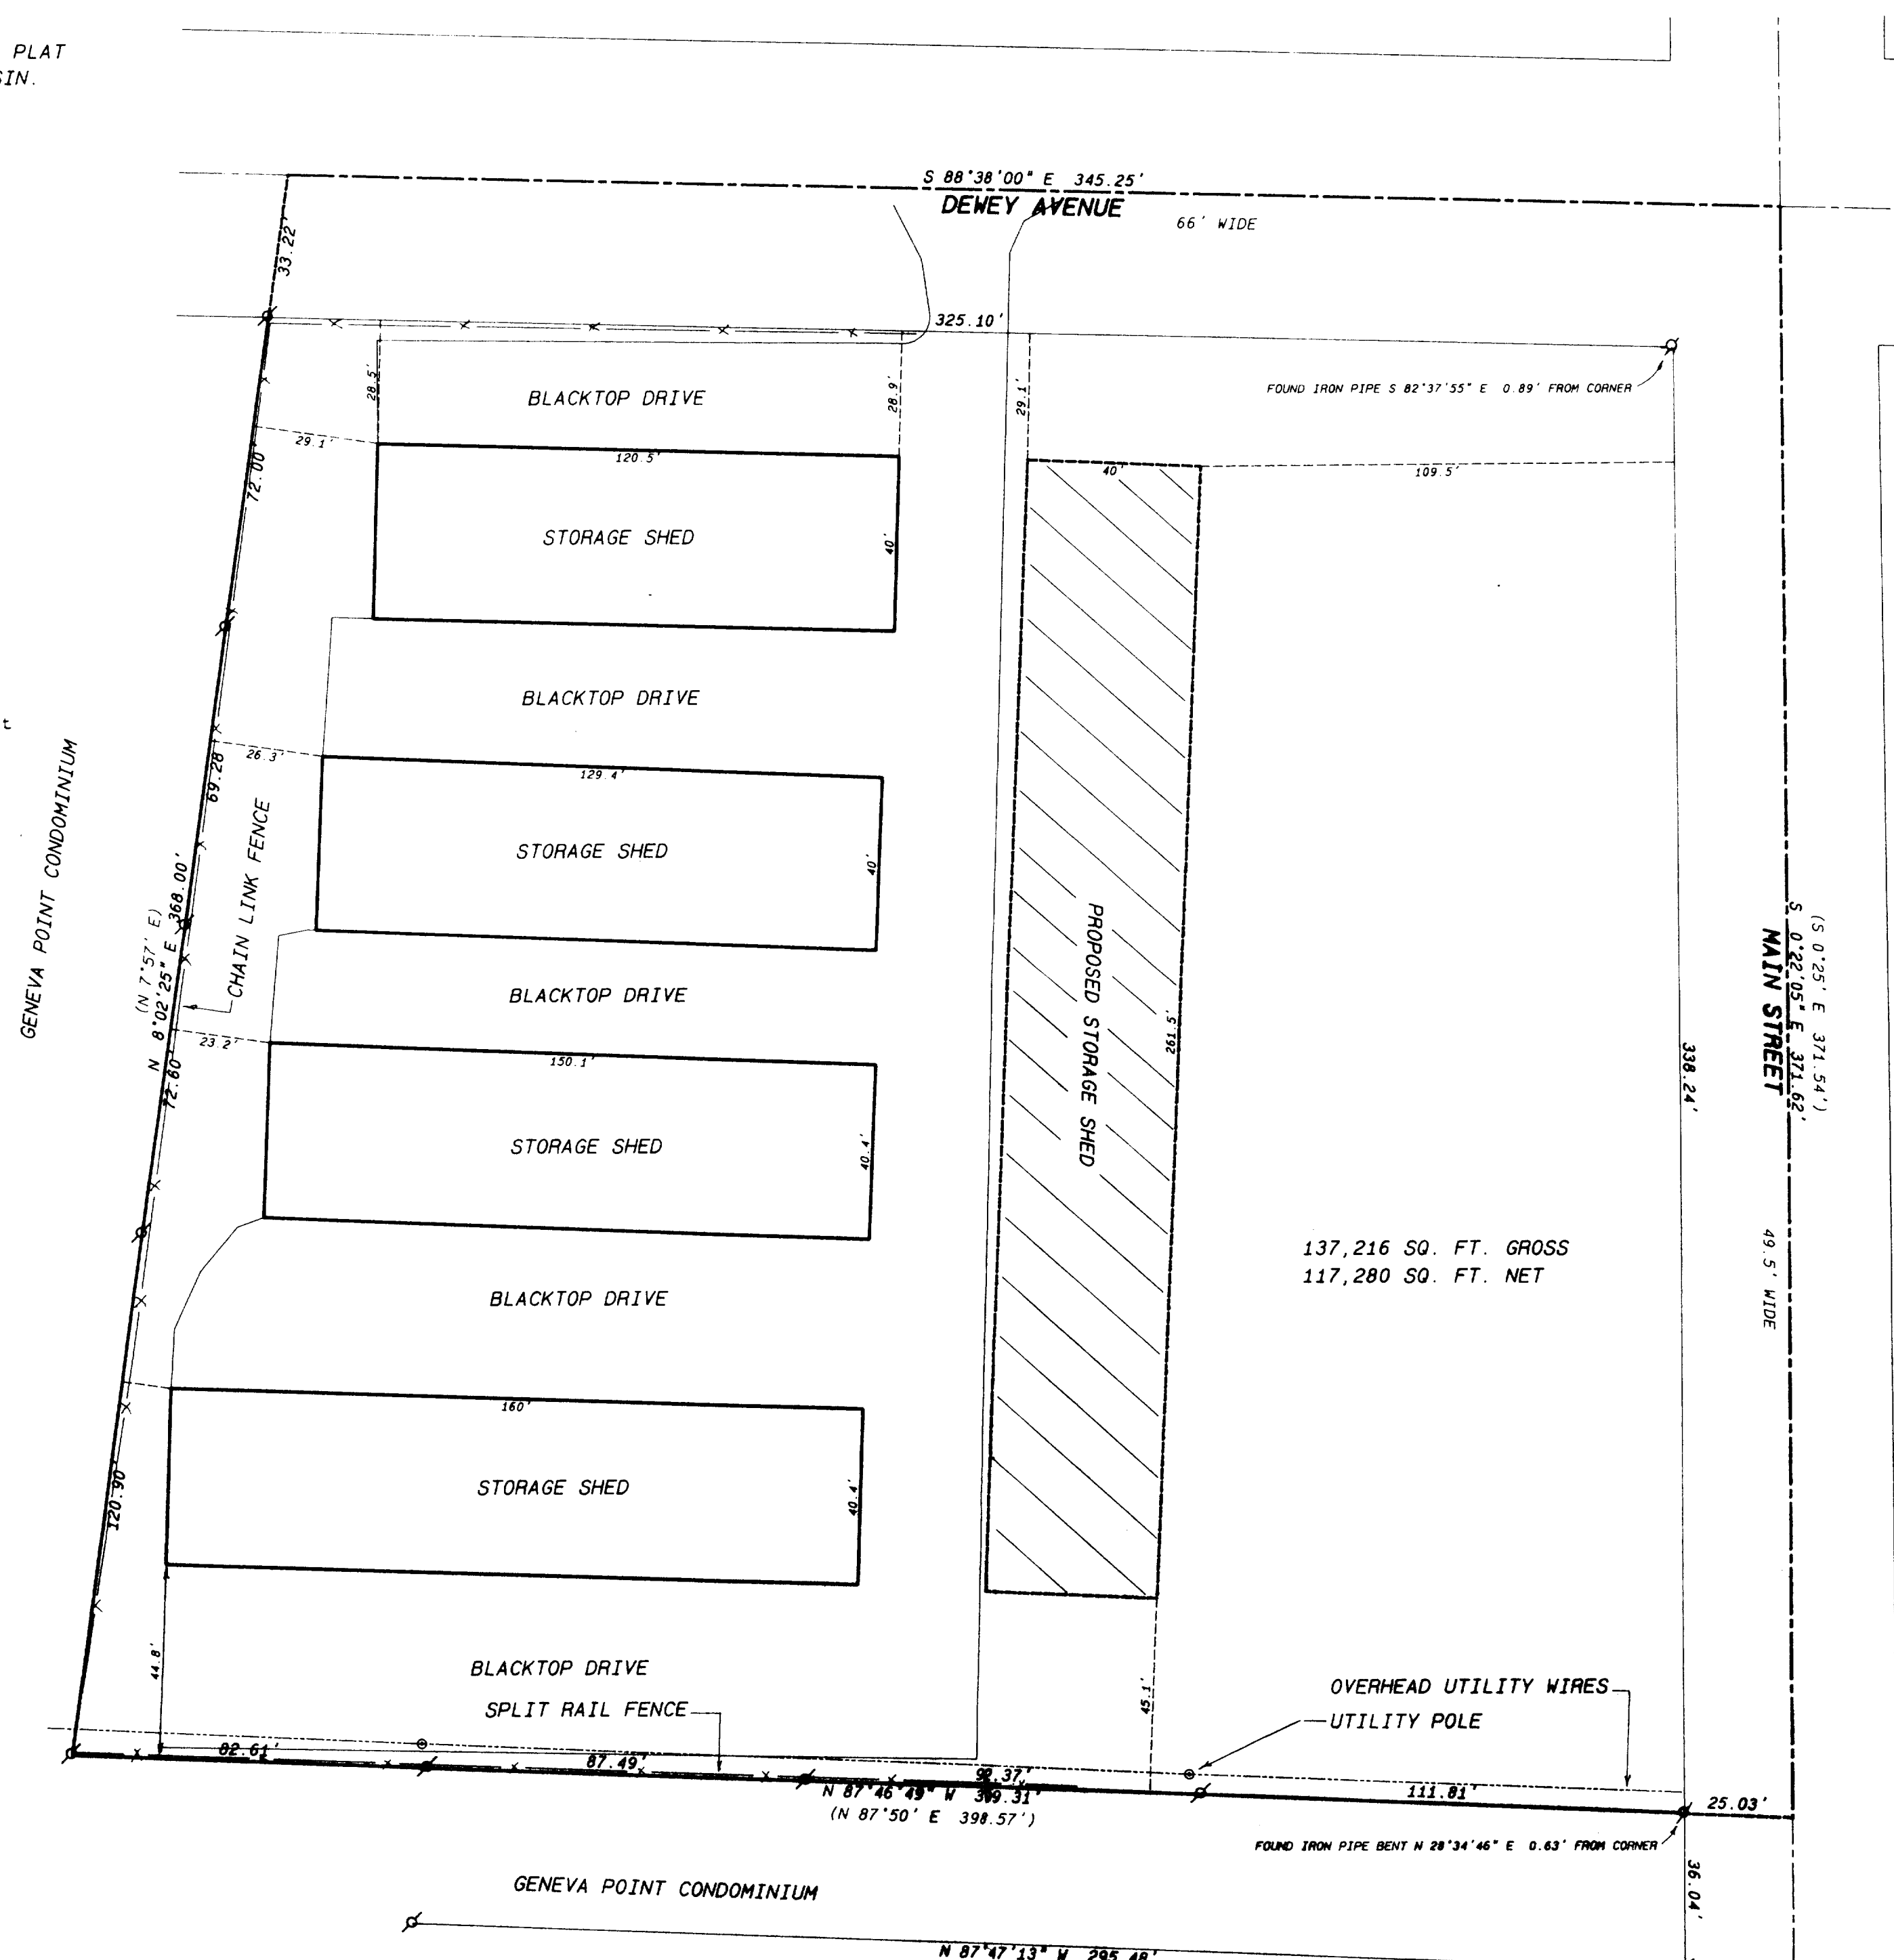 PLAT
SIN.
S 88°38'00" E 345.25'
DEWEY AVENUE
66' WIDE
33.22'
325.10'
28.5'
28.9'
29.1'
FOUND IRON PIPE S 82°37'55" E 0.89' FROM CORNER
BLACKTOP DRIVE
29.1'
72.00'
120.5'
40'
109.5'
STORAGE SHED
40'
BLACKTOP DRIVE
t
26.3'
69.28'
129.4'
STORAGE SHED
40'
GENEVA POINT CONDOMINIUM
CHAIN LINK FENCE
(N 7°57' E)
N 8°02'25" E 368.00'
BLACKTOP DRIVE
PROPOSED STORAGE SHED
261.5'
338.24'
MAIN STREET
S 0°22'05" E 371.62'
(S 0°25' E 371.54')
23.2'
72.60'
150.1'
STORAGE SHED
40.4'
137,216 SQ. FT. GROSS
117,280 SQ. FT. NET
49.5' WIDE
BLACKTOP DRIVE
160'
STORAGE SHED
40.4'
120.90'
44.8'
BLACKTOP DRIVE
SPLIT RAIL FENCE
45.1'
OVERHEAD UTILITY WIRES
UTILITY POLE
82.61'
87.49'
111.81'
25.03'
N 87°46'49" W
(N 87°50' E 398.57')
FOUND IRON PIPE BENT N 28°34'46" E 0.63' FROM CORNER
36.04'
GENEVA POINT CONDOMINIUM
N 87°47'13" W 295.48'